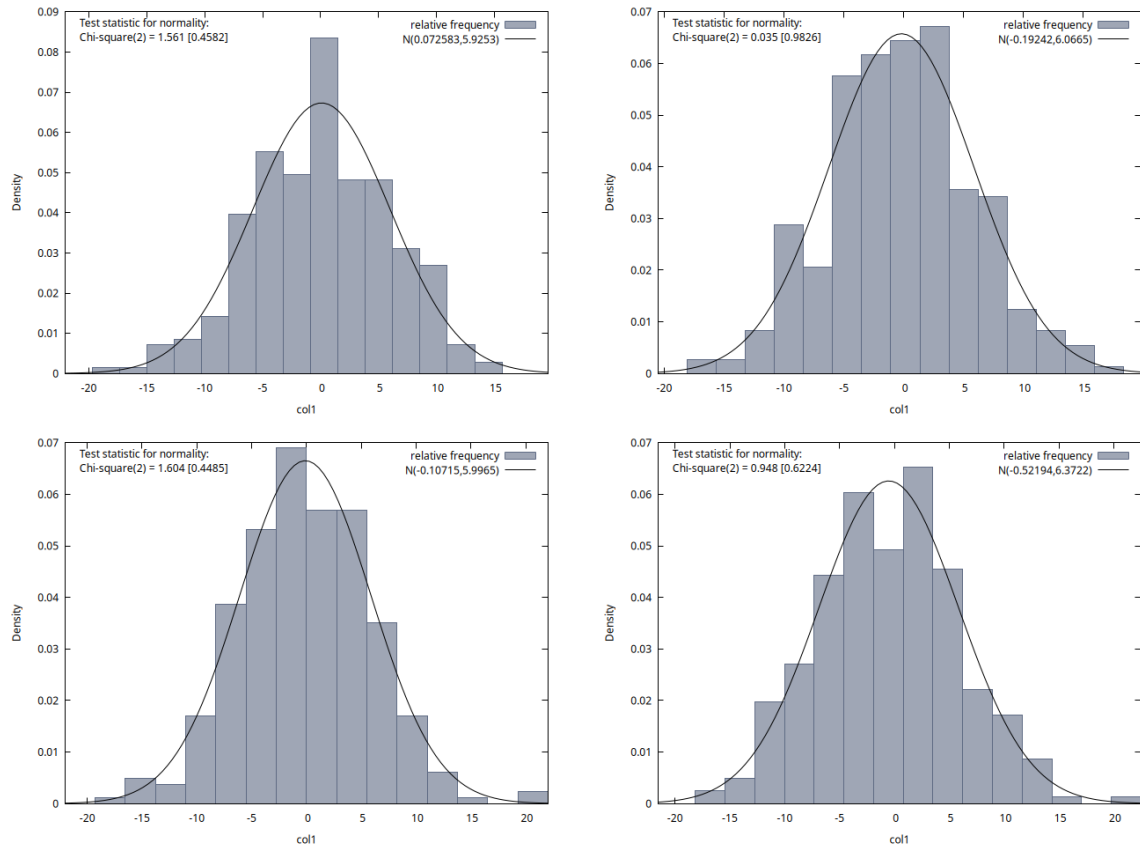 Test statistic for normality:
Chi-square(2) = 1.561 [0.4582]
relative frequency
N(0.072583,5.9253)
0.09
0.08
0.07
0.06
0.05
0.04
0.03
0.02
0.01
0
Density
-20 -15 -10 -5 0 5 10 15
col1
Test statistic for normality:
Chi-square(2) = 0.035 [0.9826]
relative frequency
N(-0.19242,6.0665)
0.07
0.06
0.05
0.04
0.03
0.02
0.01
0
Density
-20 -15 -10 -5 0 5 10 15
col1
Test statistic for normality:
Chi-square(2) = 1.604 [0.4485]
relative frequency
N(-0.10715,5.9965)
0.07
0.06
0.05
0.04
0.03
0.02
0.01
0
Density
-20 -15 -10 -5 0 5 10 15 20
col1
Test statistic for normality:
Chi-square(2) = 0.948 [0.6224]
relative frequency
N(-0.52194,6.3722)
0.07
0.06
0.05
0.04
0.03
0.02
0.01
0
Density
-20 -15 -10 -5 0 5 10 15 20
col1